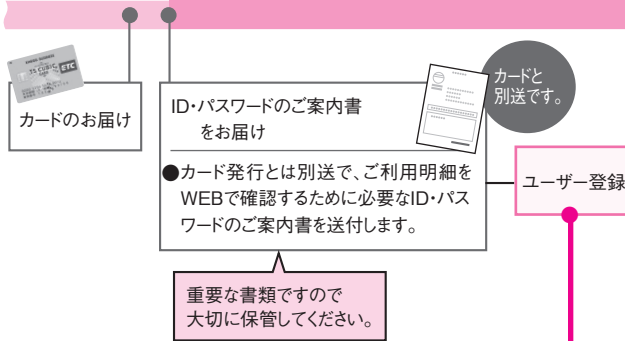 TS CUBIC
ETC
カードのお届け
ID・パスワードのご案内書
をお届け
カードと
別送です。
●カード発行とは別送で、ご利用明細を
WEBで確認するために必要なID・パス
ワードのご案内書を送付します。
ユーザー登録
重要な書類ですので
大切に保管してください。